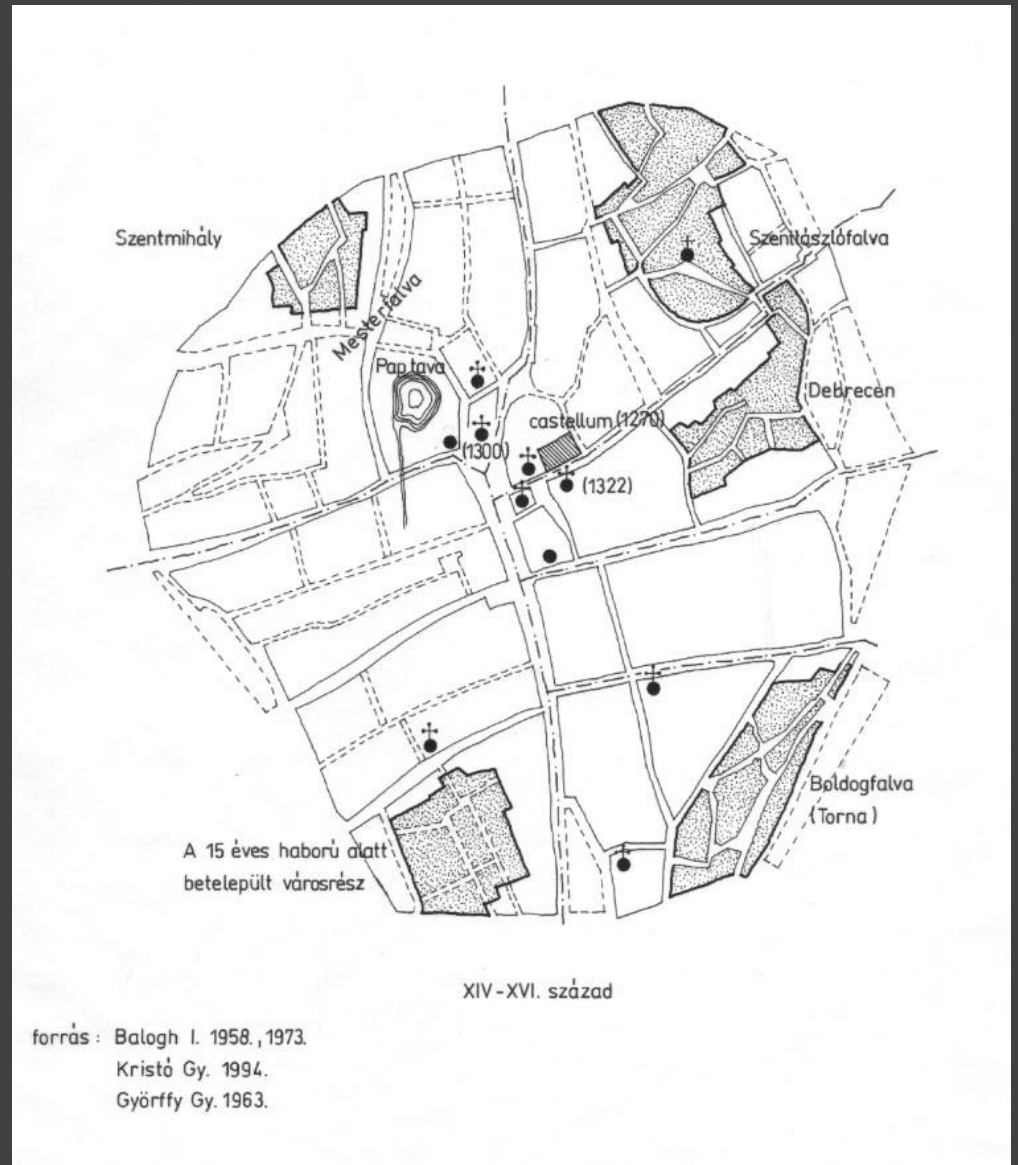 Szentmihály
Szentlászlófalva
Mesterfalva
Pap tava
Debrecen
castellum (1270)
(1300)
(1322)
Boldogfalva
(Torna)
A 15 éves háború alatt
betelepült városrész
XIV-XVI. század
forrás: Balogh I. 1958., 1973.
Kristó Gy. 1994.
Györffy Gy. 1963.